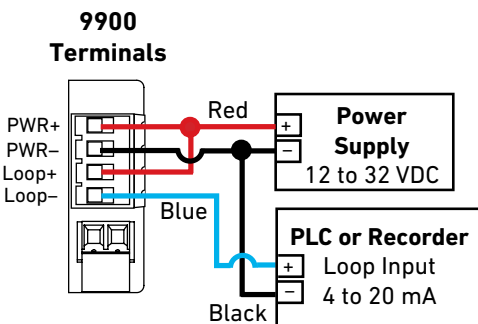 9900
Terminals
PWR+
PWR–
Loop+
Loop–
Red
Blue
Black
+
–
Power
Supply
12 to 32 VDC
PLC or Recorder
+
Loop Input
–
4 to 20 mA